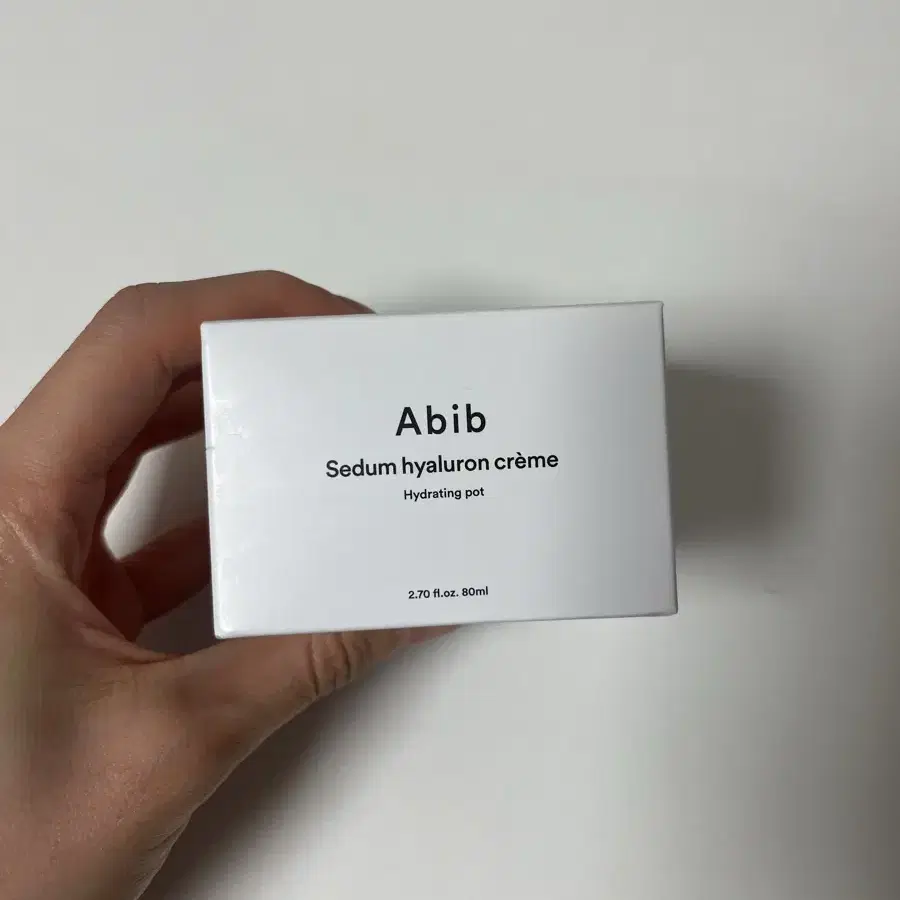 Abib
Sedum hyaluron crème
Hydrating pot
2.70 fl.oz. 80ml